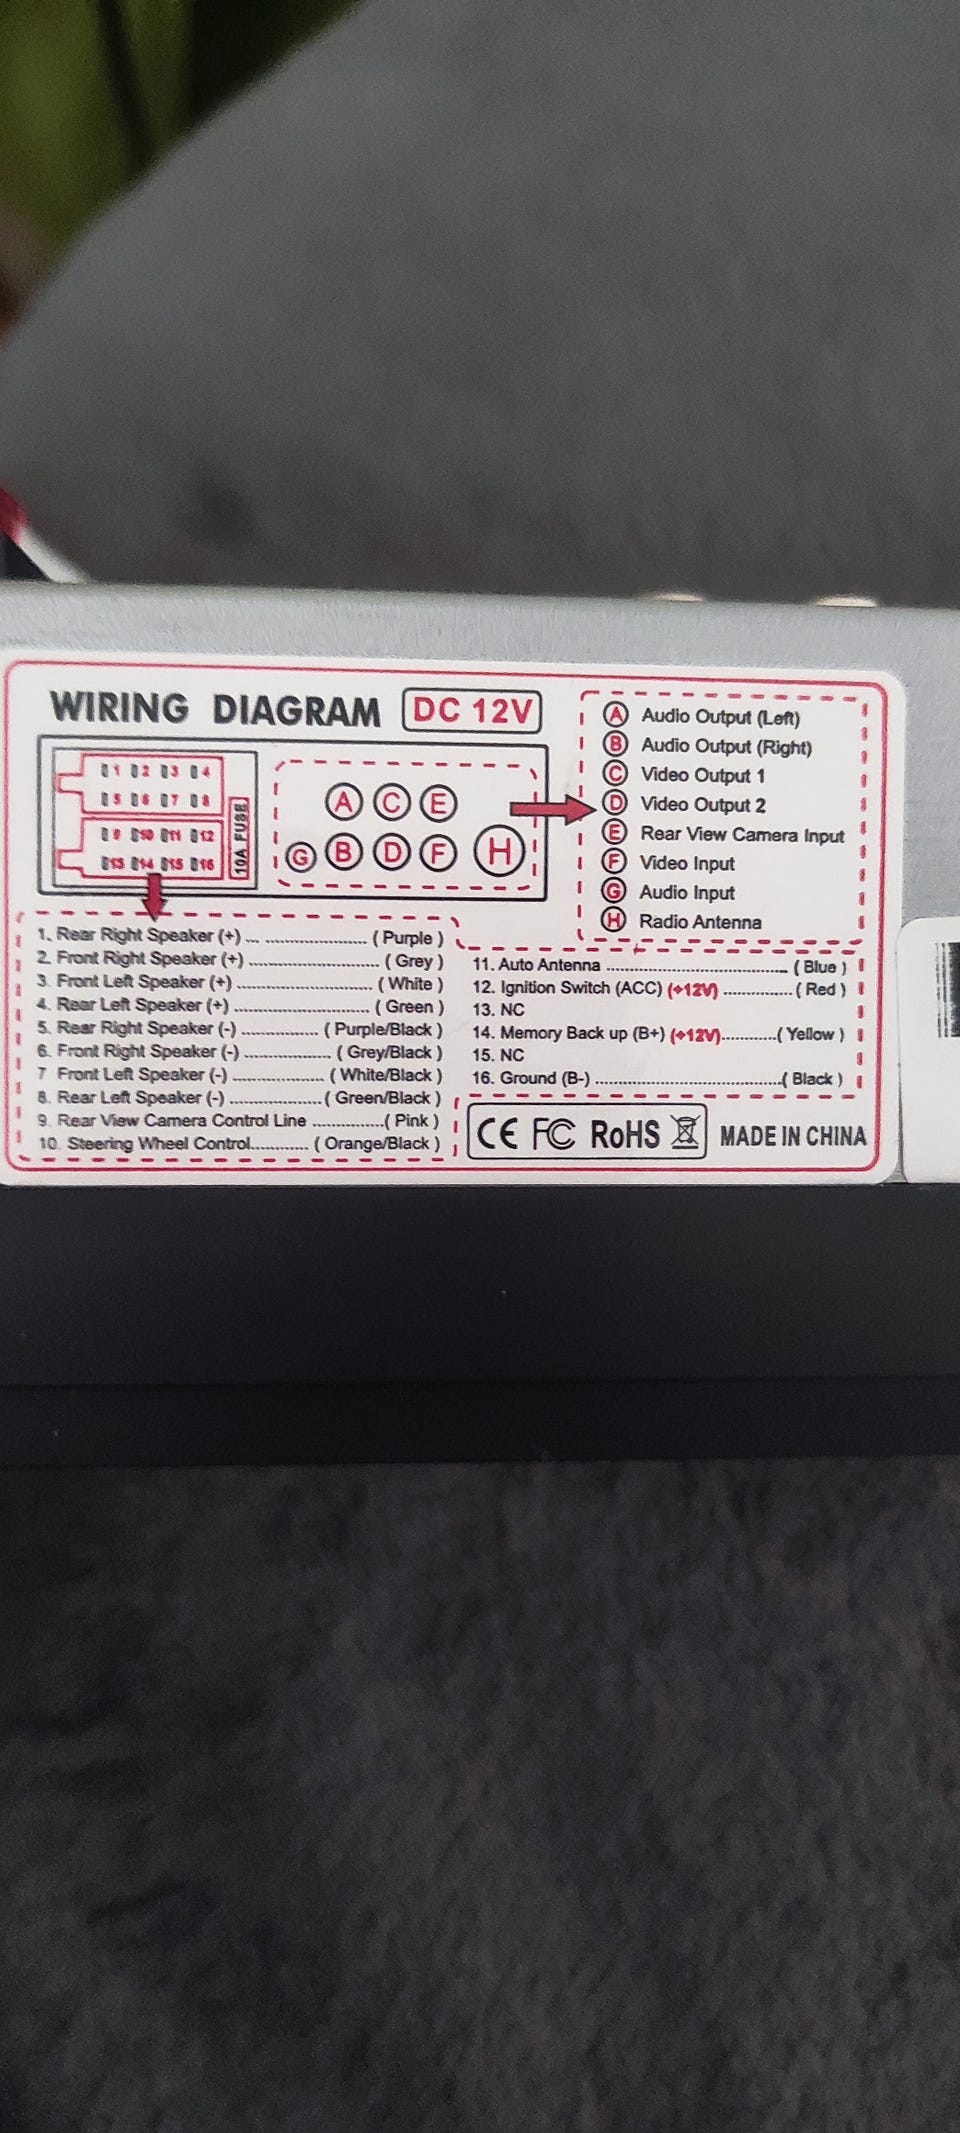 WIRING DIAGRAM DC 12V
1 2 3 4
5 6 7 8
9 10 11 12
13 14 15 16
10A FUSE
A C E
G B D F H
A Audio Output (Left)
B Audio Output (Right)
C Video Output 1
D Video Output 2
E Rear View Camera Input
F Video Input
G Audio Input
H Radio Antenna
1. Rear Right Speaker (+) ... ..................... ( Purple )
2. Front Right Speaker (+) ........................... ( Grey )
3. Front Left Speaker (+) ............................ ( White )
4. Rear Left Speaker (+) ............................. ( Green )
5. Rear Right Speaker (-) ................ ( Purple/Black )
6. Front Right Speaker (-) .................. ( Grey/Black )
7 Front Left Speaker (-) ................... ( White/Black )
8. Rear Left Speaker (-) ...................( Green/Black )
9. Rear View Camera Control Line ..............( Pink )
10. Steering Wheel Control............ ( Orange/Black )
11. Auto Antenna ...................................... ( Blue )
12. Ignition Switch (ACC) (+12V) .............. ( Red )
13. NC
14. Memory Back up (B+) (+12V)...........( Yellow )
15. NC
16. Ground (B-) .......................................( Black )
CE FC RoHS MADE IN CHINA